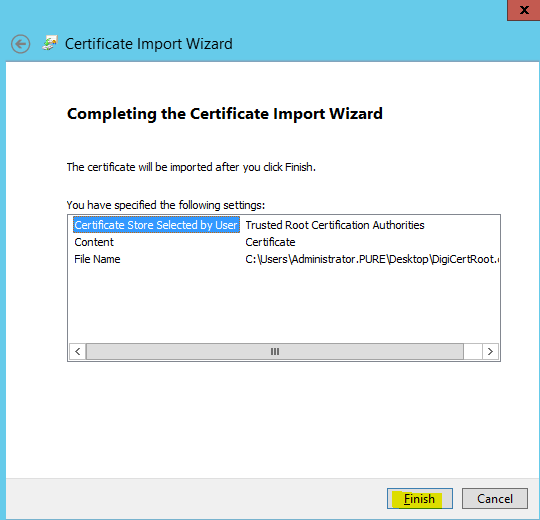 Certificate Import Wizard
Completing the Certificate Import Wizard
The certificate will be imported after you click Finish.
You have specified the following settings:
Certificate Store Selected by User Trusted Root Certification Authorities
Content Certificate
File Name C:\Users\Administrator.PURE\Desktop\DigiCertRoot.c
Finish Cancel